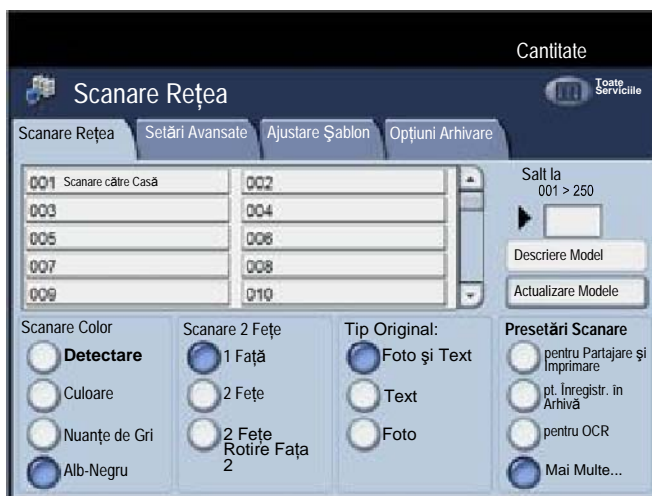 Cantitate
Scanare Rețea
Toate
Serviciile
Scanare Rețea
Setări Avansate
Ajustare Șablon
Opțiuni Arhivare
001 Scanare către Casă
002
003
004
005
006
007
008
009
010
Salt la
001 > 250
Descriere Model
Actualizare Modele
Scanare Color
Detectare
Culoare
Nuanțe de Gri
Alb-Negru
Scanare 2 Fețe
1 Față
2 Fețe
2 Fețe
Rotire Fața
2
Tip Original:
Foto și Text
Text
Foto
Presetări Scanare
pentru Partajare și
Imprimare
pt. Înregistr. în
Arhivă
pentru OCR
Mai Multe...